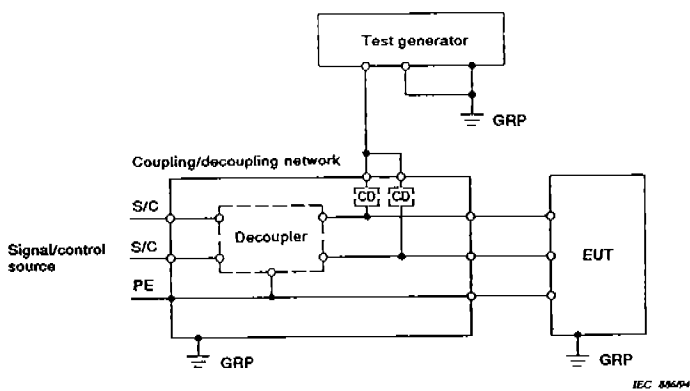 Test generator
GRP
Coupling/decoupling network
CD CD
S/C
Decoupler
Signal/control
source
S/C
EUT
PE
GRP
GRP
IEC 886/94